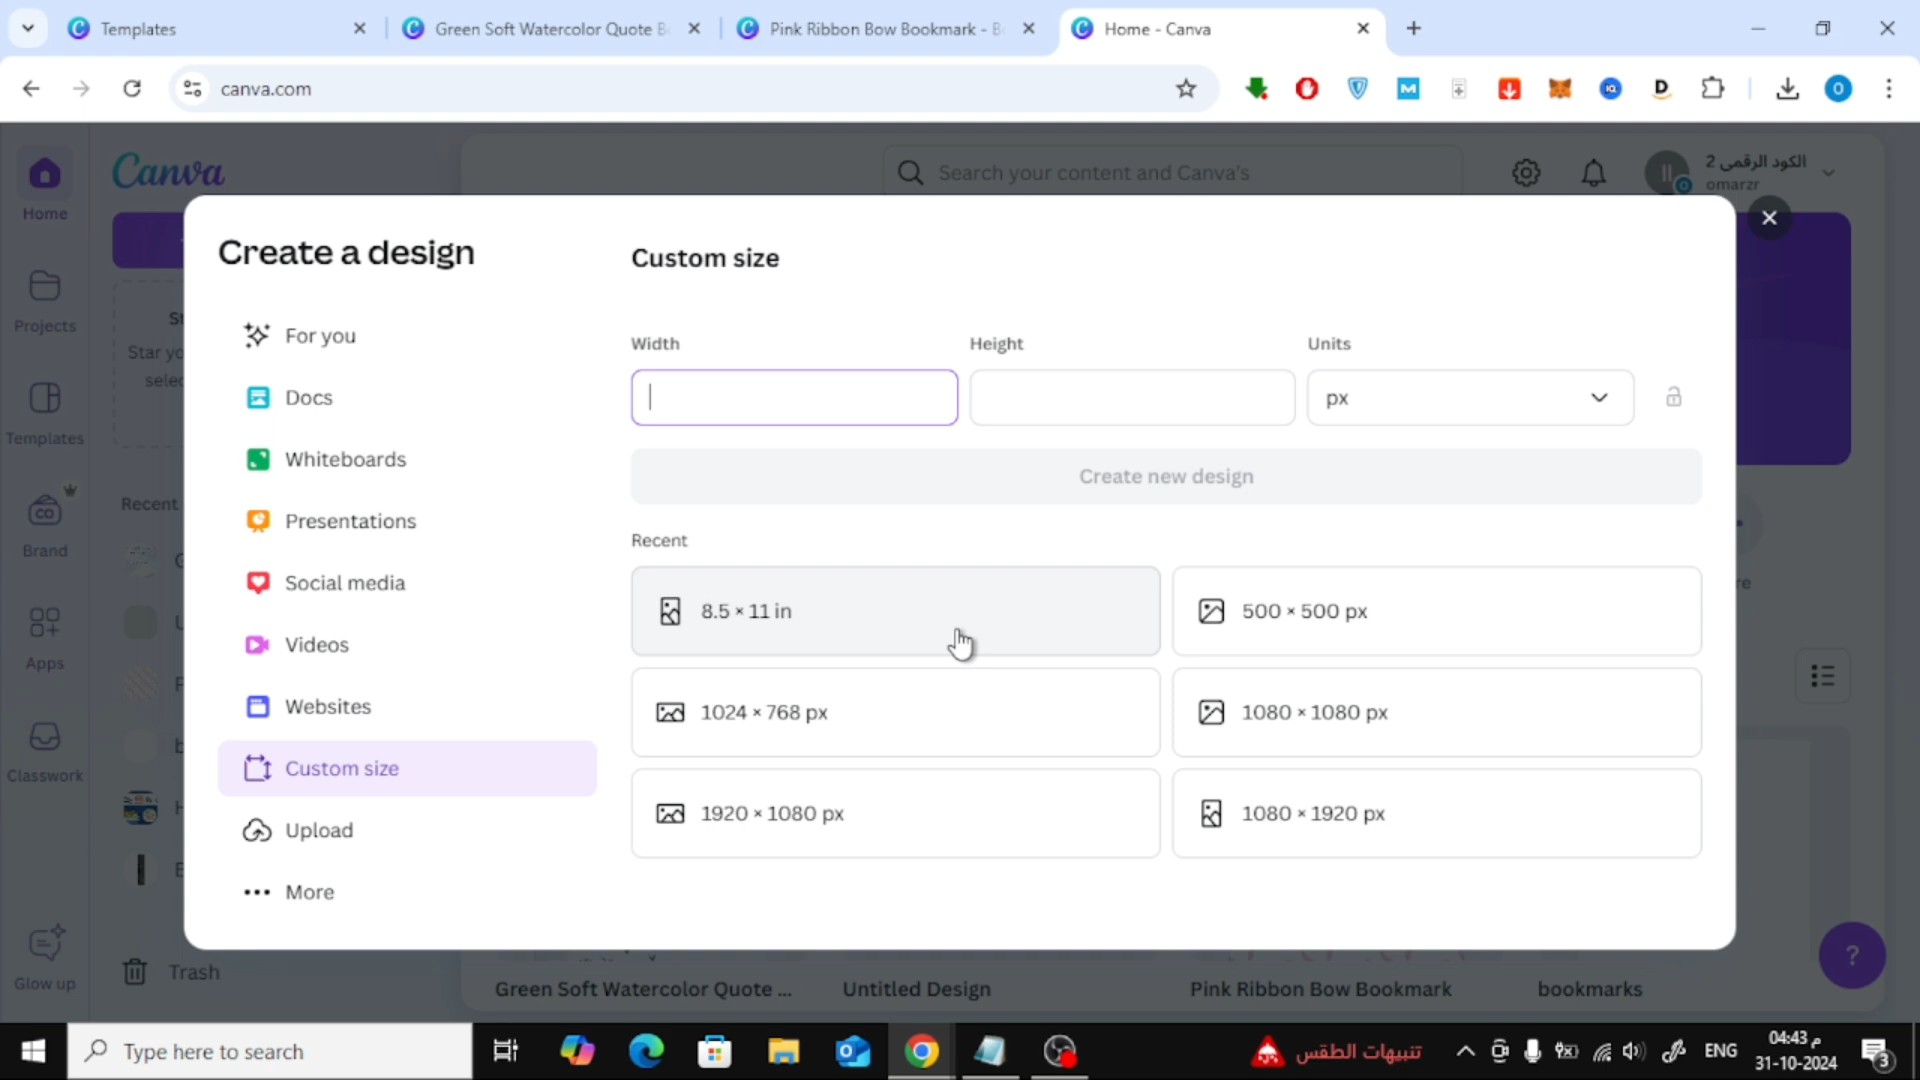 Templates
Green Soft Watercolor Quote B
Pink Ribbon Bow Bookmark - B
Home - Canva
canva.com
Canva
Search your content and Canva's
الكود الرقمى 2
omarzr
Home
Projects
Templates
Brand
Apps
Classwork
Glow up
Star yo
Recent
Trash
Create a design
For you
Docs
Whiteboards
Presentations
Social media
Videos
Websites
Custom size
Upload
More
Custom size
Width
Height
Units
px
Create new design
Recent
8.5 × 11 in
500 × 500 px
1024 × 768 px
1080 × 1080 px
1920 × 1080 px
1080 × 1920 px
Green Soft Watercolor Quote ...
Untitled Design
Pink Ribbon Bow Bookmark
bookmarks
?
Type here to search
تنبيهات الطقس
ENG
04:43 م
31-10-2024
3